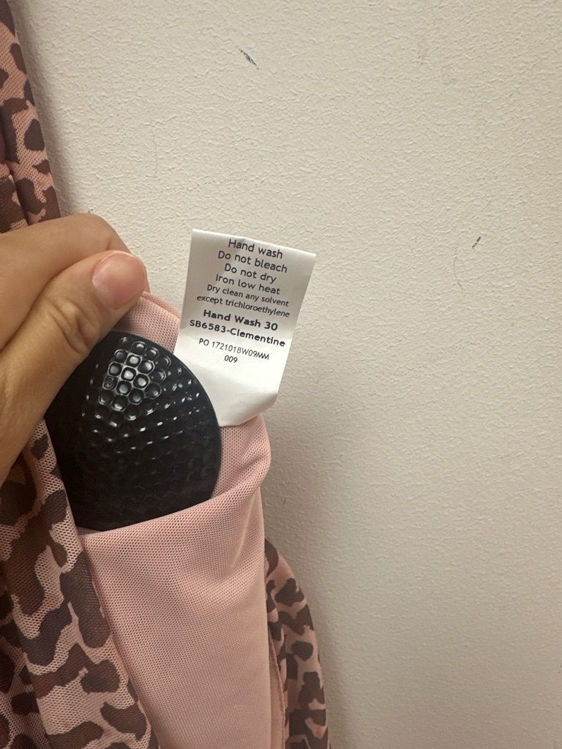 Hand wash
Do not bleach
Do not dry
Iron low heat
Dry clean any solvent
except trichloroethylene
Hand Wash 30
SB6583-Clementine
PO 172101BW09MM
009